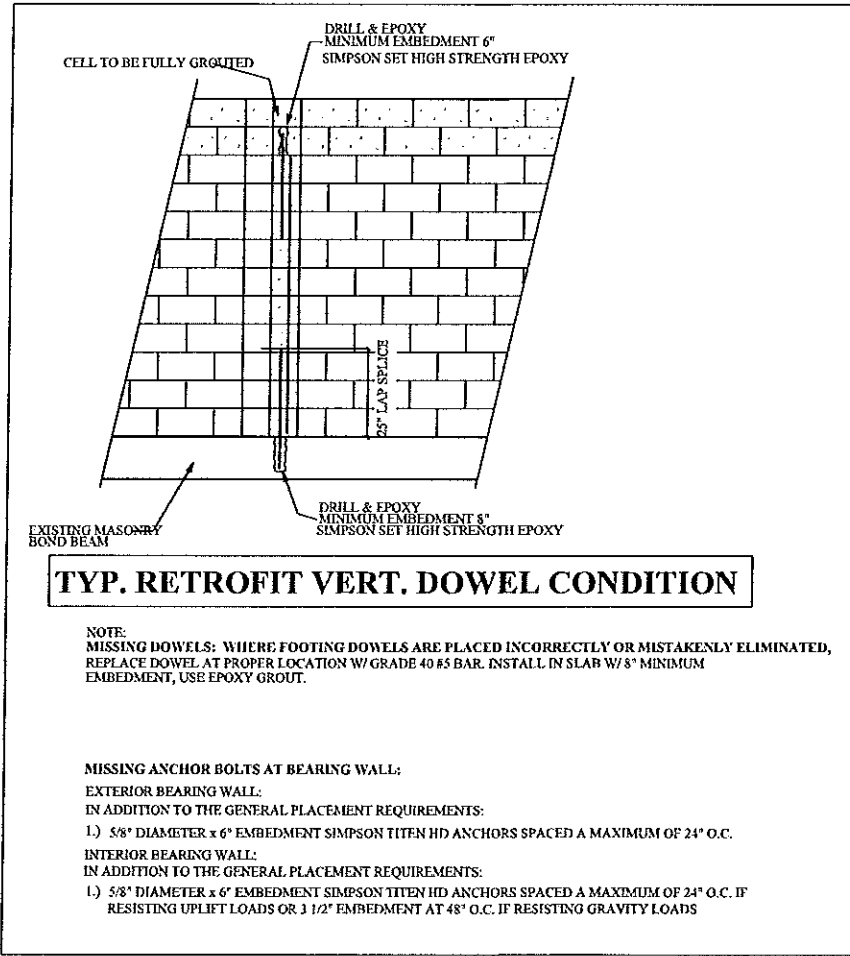 DRILL & EPOXY
MINIMUM EMBEDMENT 6"
SIMPSON SET HIGH STRENGTH EPOXY
CELL TO BE FULLY GROUTED
25" LAP SPLICE
DRILL & EPOXY
MINIMUM EMBEDMENT 8"
SIMPSON SET HIGH STRENGTH EPOXY
EXISTING MASONRY
BOND BEAM
TYP. RETROFIT VERT. DOWEL CONDITION
NOTE:
MISSING DOWELS: WHERE FOOTING DOWELS ARE PLACED INCORRECTLY OR MISTAKENLY ELIMINATED,
REPLACE DOWEL AT PROPER LOCATION W/ GRADE 40 #5 BAR. INSTALL IN SLAB W/ 8" MINIMUM
EMBEDMENT, USE EPOXY GROUT.
MISSING ANCHOR BOLTS AT BEARING WALL:
EXTERIOR BEARING WALL:
IN ADDITION TO THE GENERAL PLACEMENT REQUIREMENTS:
1.) 5/8" DIAMETER x 6" EMBEDMENT SIMPSON TITEN HD ANCHORS SPACED A MAXIMUM OF 24" O.C.
INTERIOR BEARING WALL:
IN ADDITION TO THE GENERAL PLACEMENT REQUIREMENTS:
1.) 5/8" DIAMETER x 6" EMBEDMENT SIMPSON TITEN HD ANCHORS SPACED A MAXIMUM OF 24" O.C. IF
RESISTING UPLIFT LOADS OR 3 1/2" EMBEDMENT AT 48" O.C. IF RESISTING GRAVITY LOADS